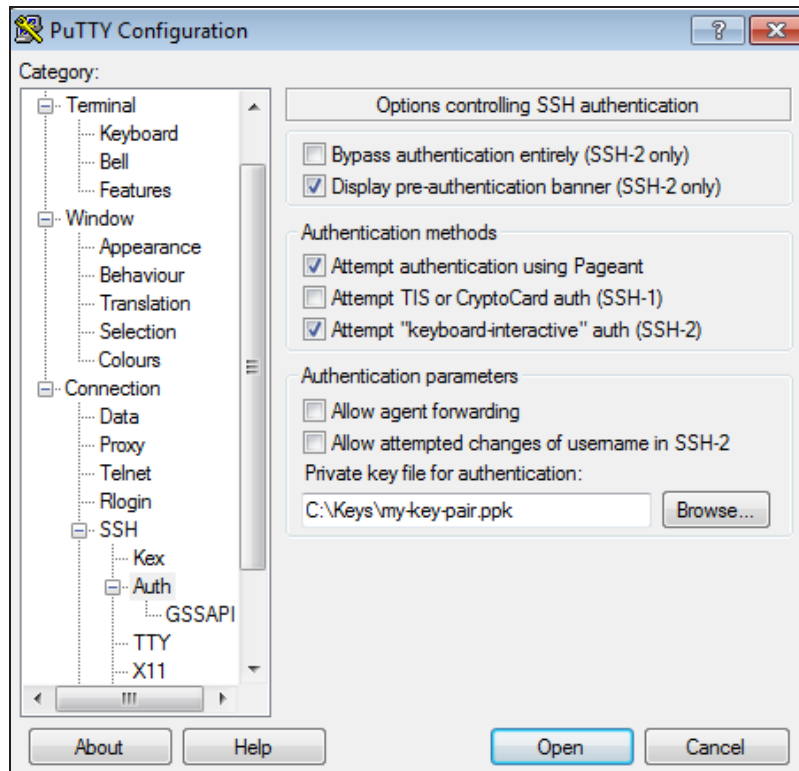 PuTTY Configuration
Category:
Terminal
Keyboard
Bell
Features
Window
Appearance
Behaviour
Translation
Selection
Colours
Connection
Data
Proxy
Telnet
Rlogin
SSH
Kex
Auth
GSSAPI
TTY
X11
Options controlling SSH authentication
Bypass authentication entirely (SSH-2 only)
Display pre-authentication banner (SSH-2 only)
Authentication methods
Attempt authentication using Pageant
Attempt TIS or CryptoCard auth (SSH-1)
Attempt "keyboard-interactive" auth (SSH-2)
Authentication parameters
Allow agent forwarding
Allow attempted changes of username in SSH-2
Private key file for authentication:
C:\Keys\my-key-pair.ppk
Browse...
About
Help
Open
Cancel